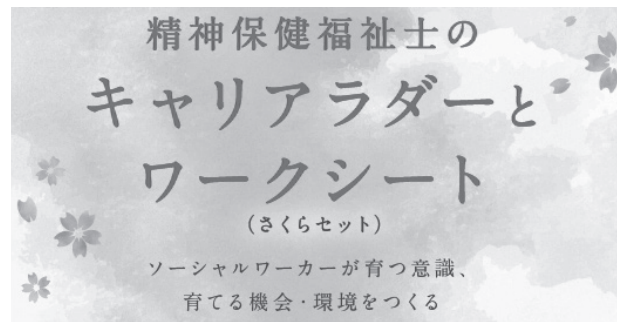 精神保健福祉士の
キャリアラダーと
ワークシート
（さくらセット）
ソーシャルワーカーが育つ意識、
育てる機会・環境をつくる